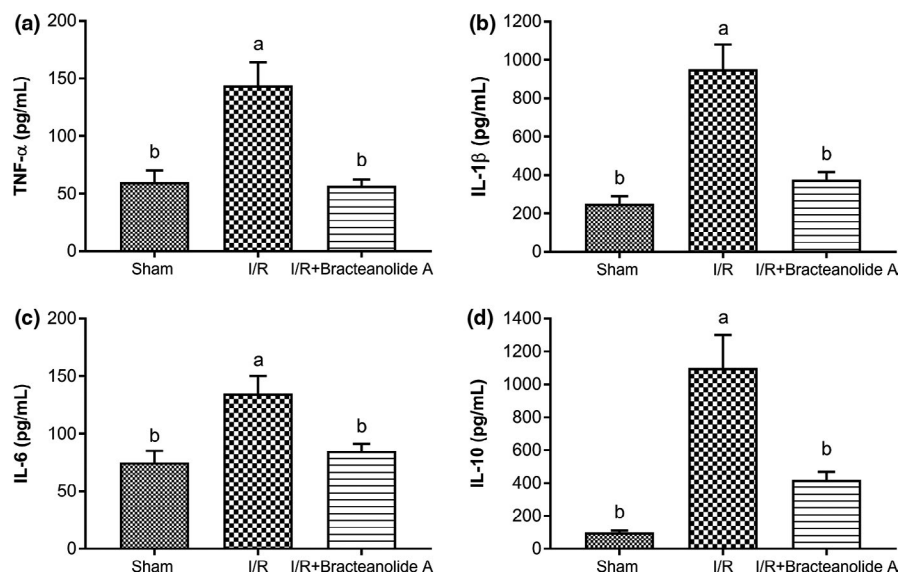 (a)
200
150
100
50
0
TNF-α (pg/mL)
b
a
b
Sham
I/R
I/R+Bracteanolide A
(b)
1200
1000
800
600
400
200
0
IL-1β (pg/mL)
b
a
b
Sham
I/R
I/R+Bracteanolide A
(c)
200
150
100
50
0
IL-6 (pg/mL)
b
a
b
Sham
I/R
I/R+Bracteanolide A
(d)
1400
1200
1000
800
600
400
200
0
IL-10 (pg/mL)
b
a
b
Sham
I/R
I/R+Bracteanolide A